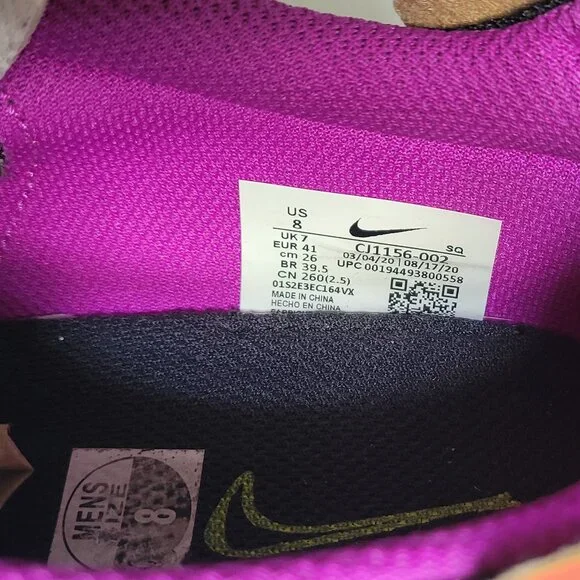 US
8
UK 7
EUR 41
cm 26
BR 39.5
CN 260(2.5)
01S2E3EC164VX
MADE IN CHINA
HECHO EN CHINA
CJ1156-002
SQ
03/04/20 | 08/17/20
UPC 00194493800558
MENS
SIZE
8